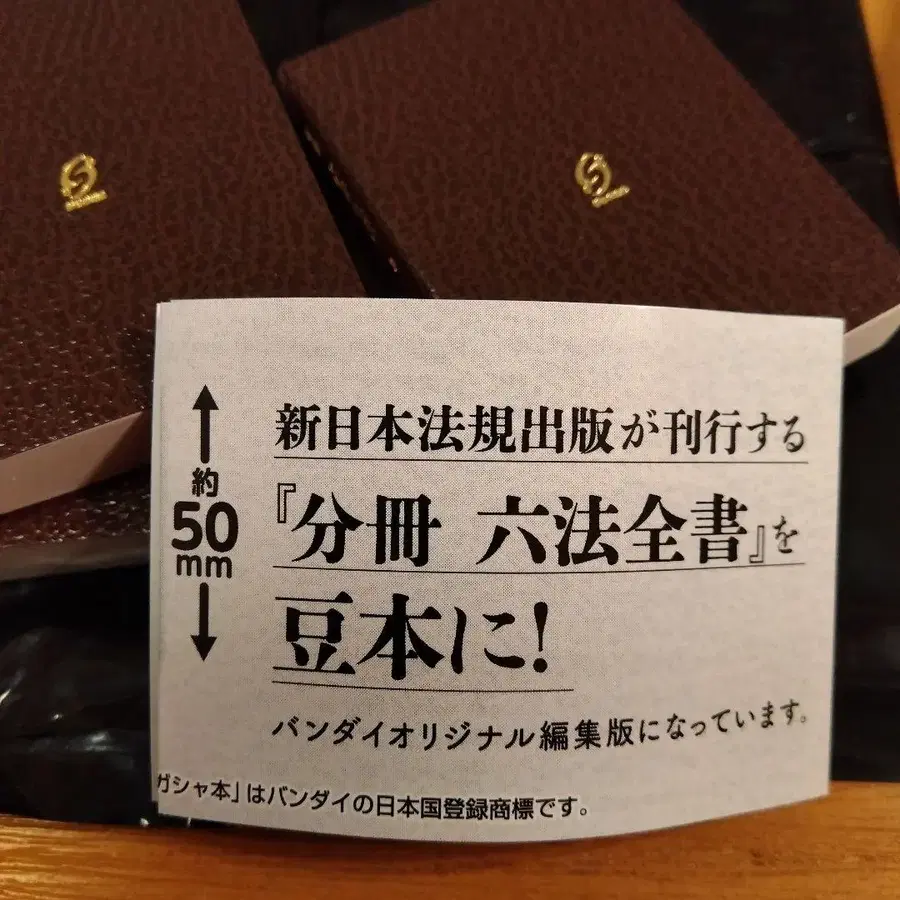 約
50
mm
新日本法規出版が刊行する
『分冊 六法全書』を
豆本に!
バンダイオリジナル編集版になっています。
ガシャ本」はバンダイの日本国登録商標です。